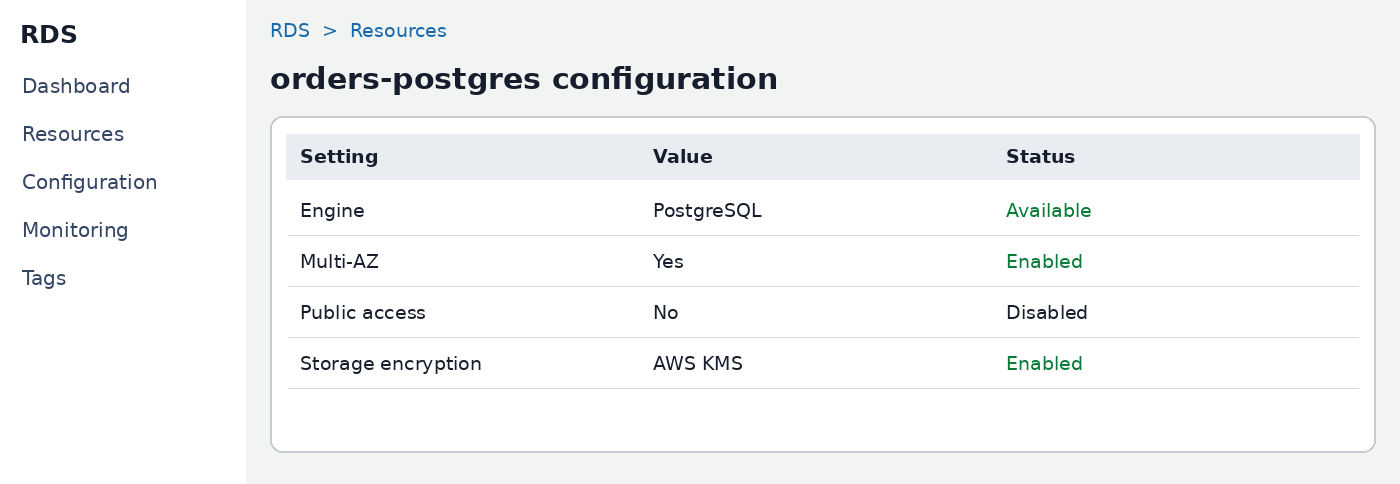 RDS
Dashboard
Resources
Configuration
Monitoring
Tags
RDS > Resources
orders-postgres configuration
Setting Value Status
Engine PostgreSQL Available
Multi-AZ Yes Enabled
Public access No Disabled
Storage encryption AWS KMS Enabled